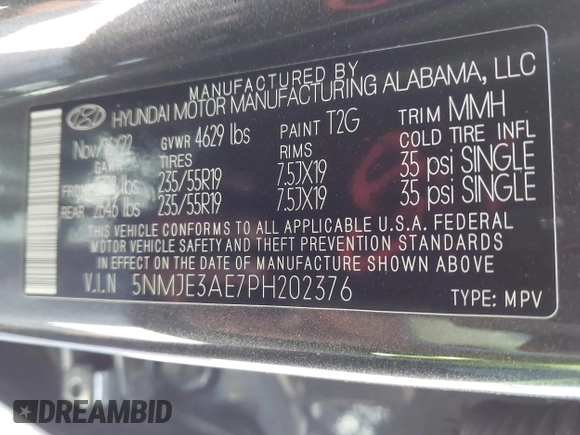 MANUFACTURED BY
HYUNDAI MOTOR MANUFACTURING ALABAMA, LLC
GVWR 4629 lbs PAINT T2G TRIM MMH
GAWR TIRES RIMS COLD TIRE INFL
FRONT lbs 235/55R19 7.5JX19 35 psi SINGLE
REAR 2646 lbs 235/55R19 7.5JX19 35 psi SINGLE
THIS VEHICLE CONFORMS TO ALL APPLICABLE U.S.A. FEDERAL
MOTOR VEHICLE SAFETY AND THEFT PREVENTION STANDARDS
IN EFFECT ON THE DATE OF MANUFACTURE SHOWN ABOVE
V.I.N 5NMJE3AE7PH202376 TYPE: MPV
DREAMBID